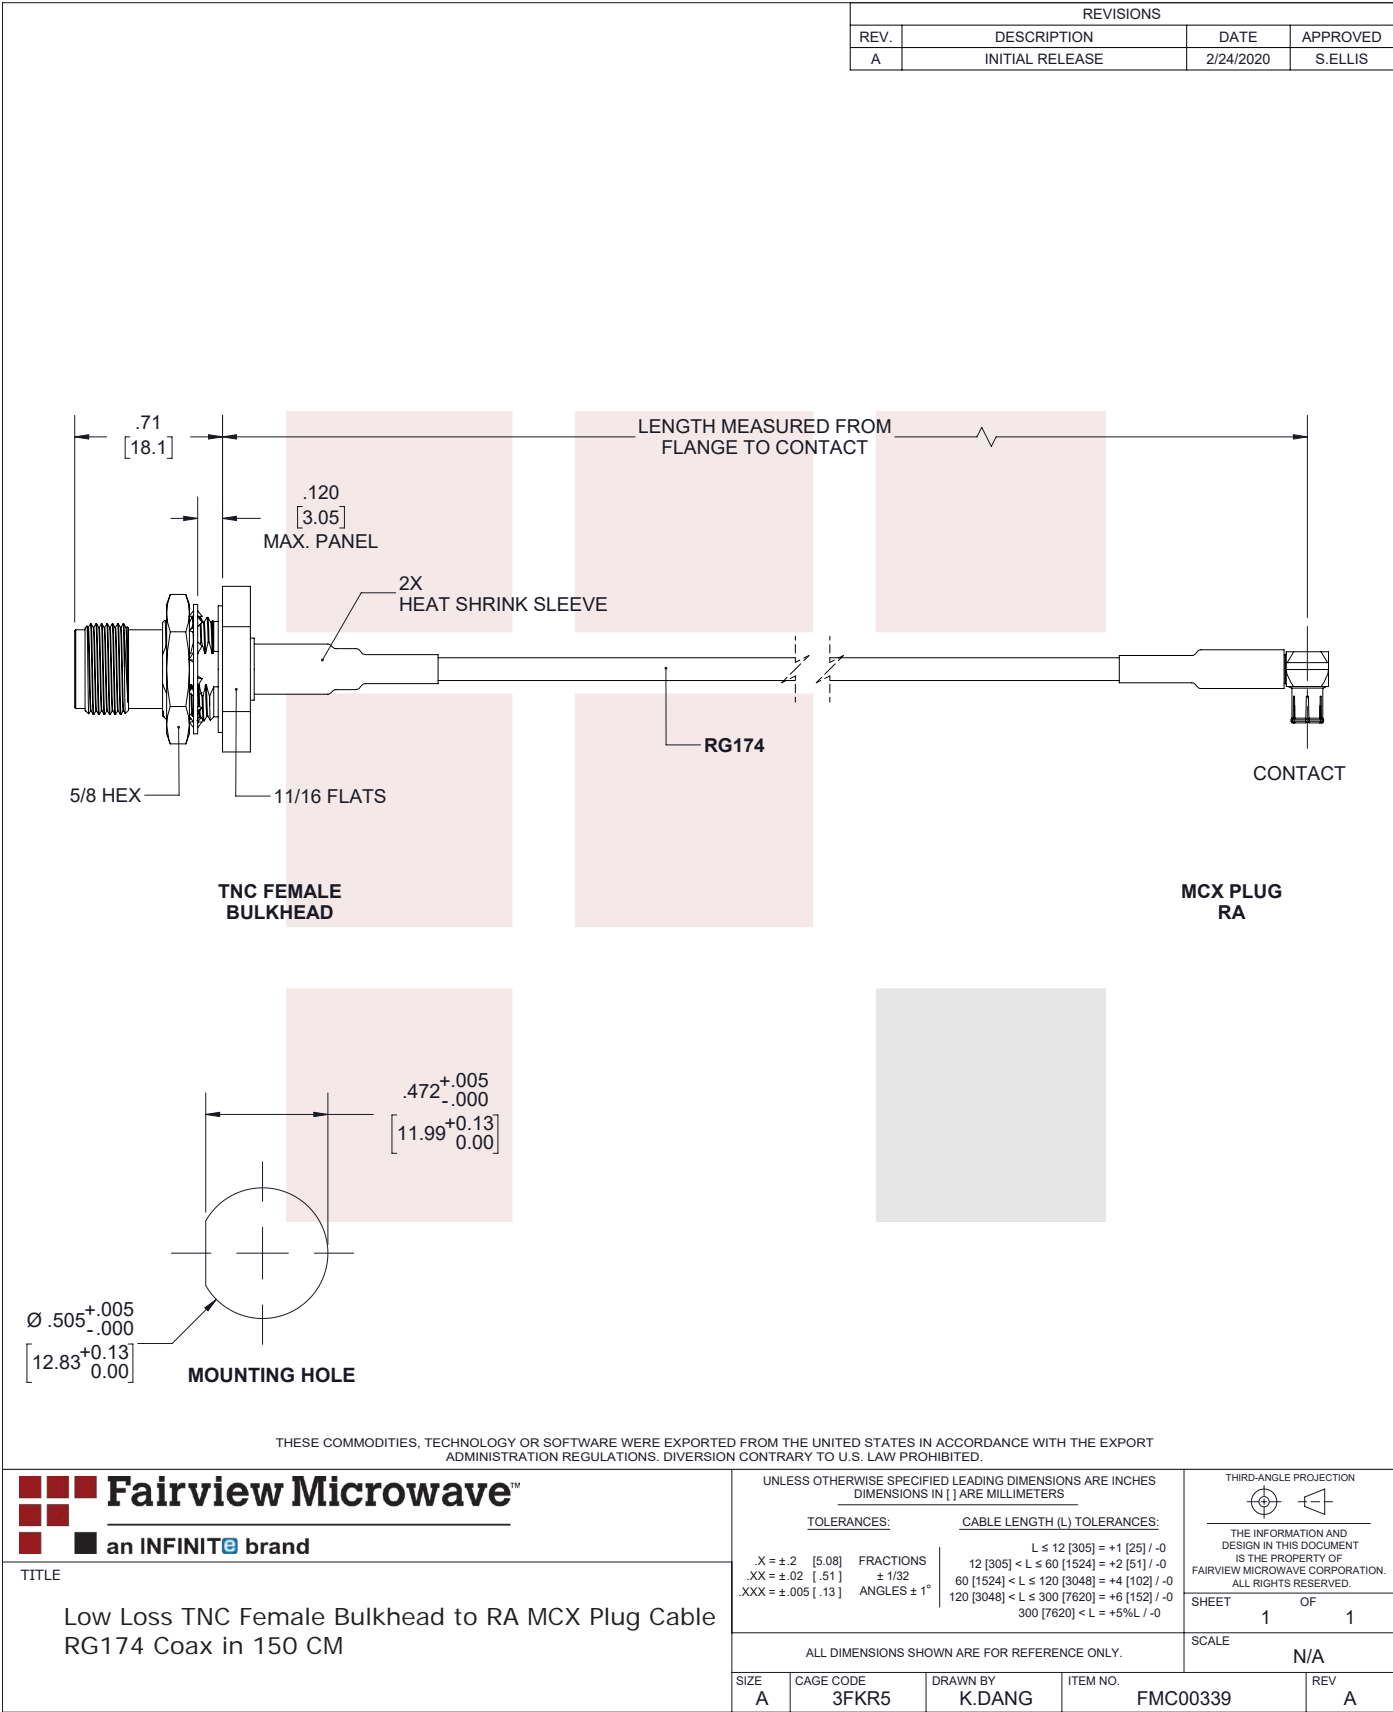 REVISIONS
REV. DESCRIPTION DATE APPROVED
A INITIAL RELEASE 2/24/2020 S.ELLIS
.71
[18.1]
LENGTH MEASURED FROM
FLANGE TO CONTACT
.120
[3.05]
MAX. PANEL
2X
HEAT SHRINK SLEEVE
RG174
CONTACT
5/8 HEX
11/16 FLATS
TNC FEMALE
BULKHEAD
MCX PLUG
RA
.472 +.005
-.000
[11.99 +0.13
0.00]
Ø .505 +.005
-.000
[12.83 +0.13
0.00]
MOUNTING HOLE
THESE COMMODITIES, TECHNOLOGY OR SOFTWARE WERE EXPORTED FROM THE UNITED STATES IN ACCORDANCE WITH THE EXPORT
ADMINISTRATION REGULATIONS. DIVERSION CONTRARY TO U.S. LAW PROHIBITED.
Fairview Microwave™
an INFINITe brand
TITLE
Low Loss TNC Female Bulkhead to RA MCX Plug Cable
RG174 Coax in 150 CM
UNLESS OTHERWISE SPECIFIED LEADING DIMENSIONS ARE INCHES
DIMENSIONS IN [ ] ARE MILLIMETERS
TOLERANCES:
.X = ±.2 [5.08] FRACTIONS
.XX = ±.02 [ .51 ] ± 1/32
.XXX = ±.005 [ .13 ] ANGLES ± 1°
CABLE LENGTH (L) TOLERANCES:
L ≤ 12 [305] = +1 [25] / -0
12 [305] < L ≤ 60 [1524] = +2 [51] / -0
60 [1524] < L ≤ 120 [3048] = +4 [102] / -0
120 [3048] < L ≤ 300 [7620] = +6 [152] / -0
300 [7620] < L = +5%L / -0
ALL DIMENSIONS SHOWN ARE FOR REFERENCE ONLY.
THIRD-ANGLE PROJECTION
THE INFORMATION AND
DESIGN IN THIS DOCUMENT
IS THE PROPERTY OF
FAIRVIEW MICROWAVE CORPORATION.
ALL RIGHTS RESERVED.
SHEET 1 OF 1
SCALE
N/A
SIZE
A
CAGE CODE
3FKR5
DRAWN BY
K.DANG
ITEM NO.
FMC00339
REV
A